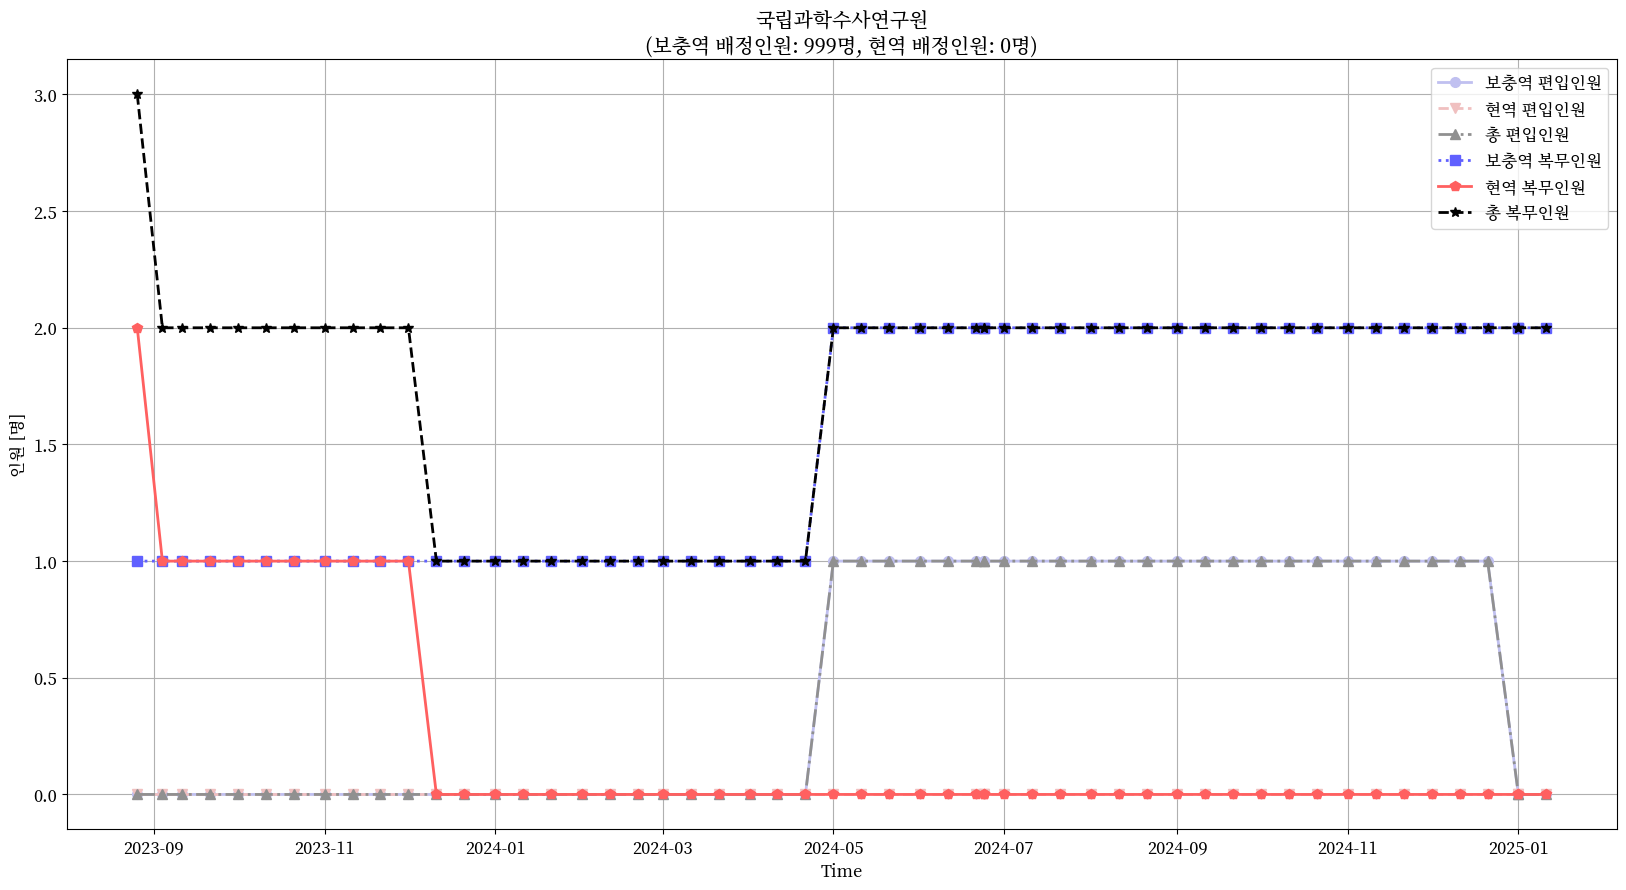 국립과학수사연구원
(보충역 배정인원: 999명, 현역 배정인원: 0명)
보충역 편입인원
현역 편입인원
총 편입인원
보충역 복무인원
현역 복무인원
총 복무인원
인원 [명]
3.0
2.5
2.0
1.5
1.0
0.5
0.0
2023-09
2023-11
2024-01
2024-03
2024-05
2024-07
2024-09
2024-11
2025-01
Time